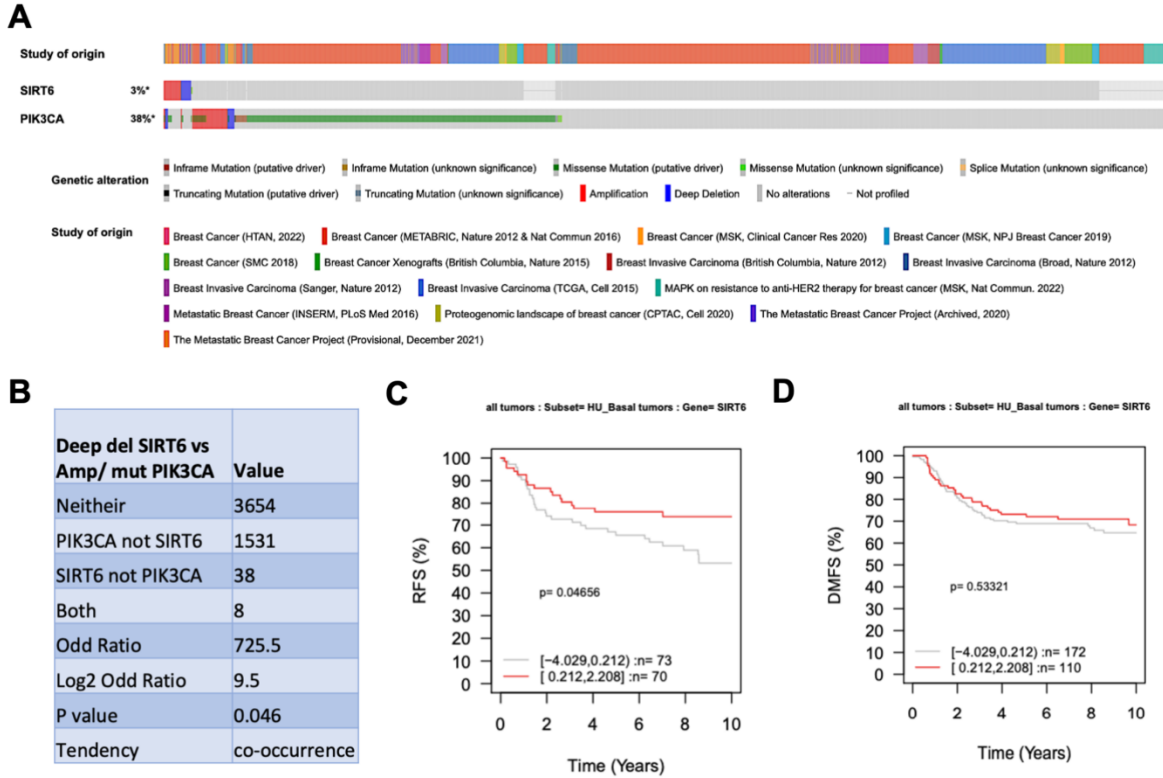 A
Study of origin
SIRT6 3%*
PIK3CA 38%*
Genetic alteration
Inframe Mutation (putative driver) Inframe Mutation (unknown significance) Missense Mutation (putative driver) Missense Mutation (unknown significance) Splice Mutation (unknown significance)
Truncating Mutation (putative driver) Truncating Mutation (unknown significance) Amplification Deep Deletion No alterations Not profiled
Study of origin
Breast Cancer (HTAN, 2022) Breast Cancer (METABRIC, Nature 2012 & Nat Commun 2016) Breast Cancer (MSK, Clinical Cancer Res 2020) Breast Cancer (MSK, NPJ Breast Cancer 2019)
Breast Cancer (SMC 2018) Breast Cancer Xenografts (British Columbia, Nature 2015) Breast Invasive Carcinoma (British Columbia, Nature 2012) Breast Invasive Carcinoma (Broad, Nature 2012)
Breast Invasive Carcinoma (Sanger, Nature 2012) Breast Invasive Carcinoma (TCGA, Cell 2015) MAPK on resistance to anti-HER2 therapy for breast cancer (MSK, Nat Commun. 2022)
Metastatic Breast Cancer (INSERM, PLoS Med 2016) Proteogenomic landscape of breast cancer (CPTAC, Cell 2020) The Metastatic Breast Cancer Project (Archived, 2020)
The Metastatic Breast Cancer Project (Provisional, December 2021)
B
Deep del SIRT6 vs
Amp/ mut PIK3CA Value
Neitheir 3654
PIK3CA not SIRT6 1531
SIRT6 not PIK3CA 38
Both 8
Odd Ratio 725.5
Log2 Odd Ratio 9.5
P value 0.046
Tendency co-occurrence
C
all tumors : Subset= HU_Basal tumors : Gene= SIRT6
RFS (%)
100
90
80
70
60
50
40
30
20
10
0
p= 0.04656
[−4.029,0.212) :n= 73
[ 0.212,2.208] :n= 70
0 2 4 6 8 10
Time (Years)
D
all tumors : Subset= HU_Basal tumors : Gene= SIRT6
DMFS (%)
100
90
80
70
60
50
40
30
20
10
0
p= 0.53321
[−4.029,0.212) :n= 172
[ 0.212,2.208] :n= 110
0 2 4 6 8 10
Time (Years)